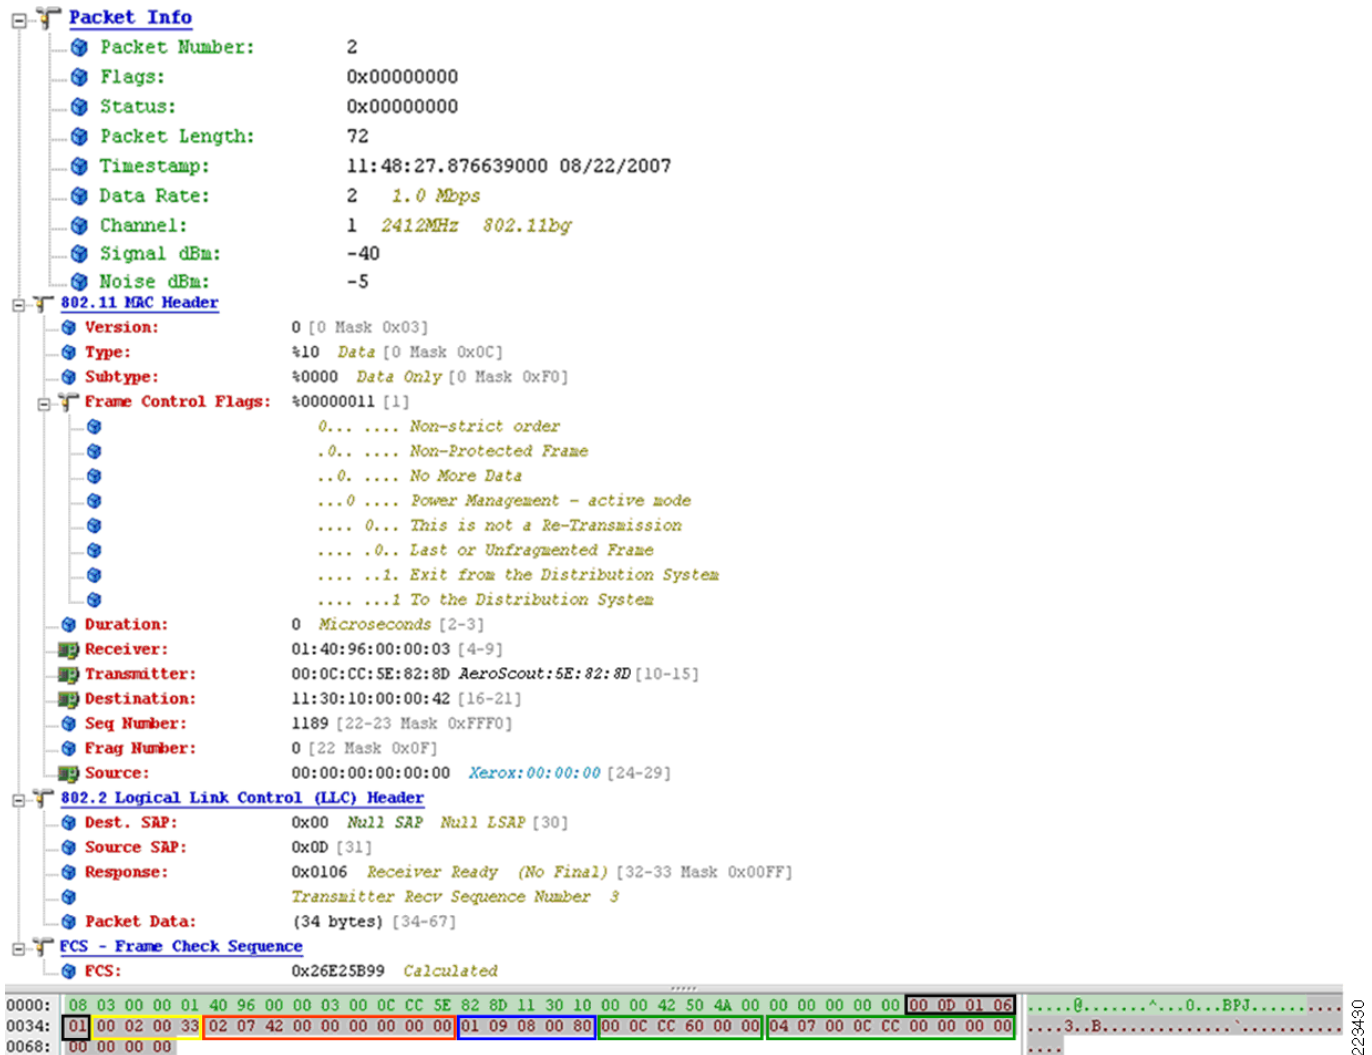 Packet Info
Packet Number: 2
Flags: 0x00000000
Status: 0x00000000
Packet Length: 72
Timestamp: 11:48:27.876639000 08/22/2007
Data Rate: 2 1.0 Mbps
Channel: 1 2412MHz 802.11bg
Signal dBm: -40
Noise dBm: -5
802.11 MAC Header
Version: 0 [0 Mask 0x03]
Type: %10 Data [0 Mask 0x0C]
Subtype: %0000 Data Only [0 Mask 0xF0]
Frame Control Flags: %00000011 [1]
0... .... Non-strict order
.0.. .... Non-Protected Frame
..0. .... No More Data
...0 .... Power Management - active mode
.... 0... This is not a Re-Transmission
.... .0.. Last or Unfragmented Frame
.... ..1. Exit from the Distribution System
.... ...1 To the Distribution System
Duration: 0 Microseconds [2-3]
Receiver: 01:40:96:00:00:03 [4-9]
Transmitter: 00:0C:CC:5E:82:8D AeroScout:5E:82:8D [10-15]
Destination: 11:30:10:00:00:42 [16-21]
Seq Number: 1189 [22-23 Mask 0xFFF0]
Frag Number: 0 [22 Mask 0x0F]
Source: 00:00:00:00:00:00 Xerox:00:00:00 [24-29]
802.2 Logical Link Control (LLC) Header
Dest. SAP: 0x00 Null SAP Null LSAP [30]
Source SAP: 0x0D [31]
Response: 0x0106 Receiver Ready (No Final) [32-33 Mask 0x00FF]
Transmitter Recv Sequence Number 3
Packet Data: (34 bytes) [34-67]
FCS - Frame Check Sequence
FCS: 0x26E25B99 Calculated
0000: 08 03 00 00 01 40 96 00 00 03 00 0C CC 5E 82 8D 11 30 10 00 00 42 50 4A 00 00 00 00 00 00 00 0D 01 06 .....@........^...0...BPJ..........
0034: 01 00 02 00 33 02 07 42 00 00 00 00 00 00 01 09 08 00 80 00 0C CC 60 00 00 04 07 00 0C CC 00 00 00 00 ....3..B..............`...........
0068: 00 00 00 00 ....
223430